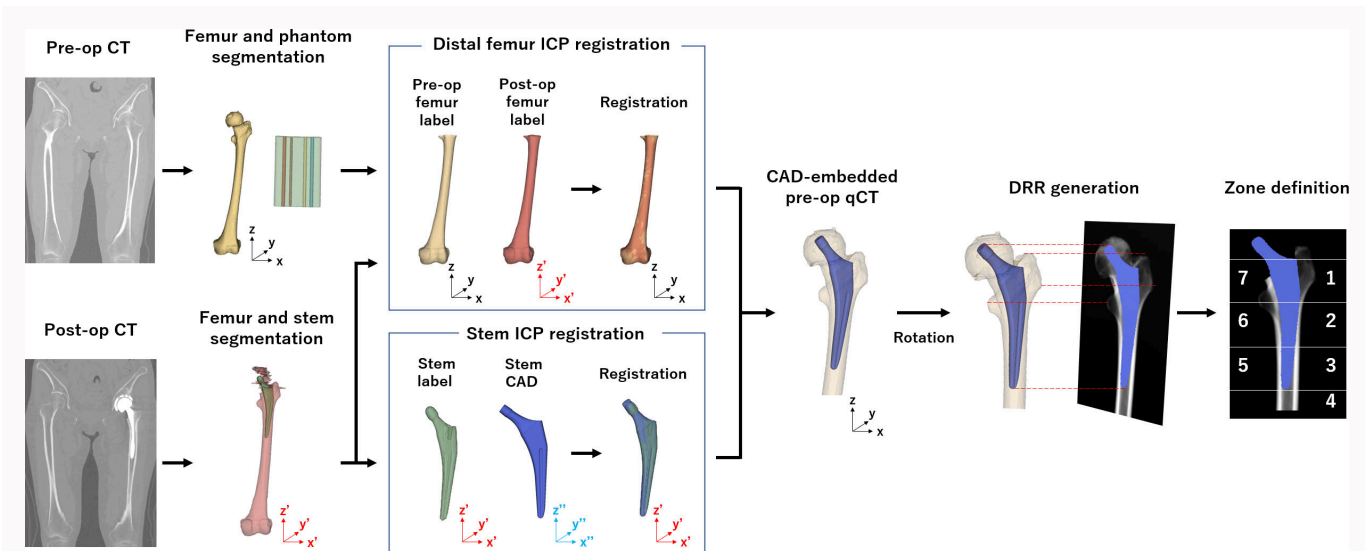 Pre-op CT
Femur and phantom
segmentation
z
y
x
Distal femur ICP registration
Pre-op
femur
label
Post-op
femur
label
Registration
z
y
x
z'
y'
x'
z
y
x
Post-op CT
Femur and stem
segmentation
z'
y'
x'
Stem ICP registration
Stem
label
Stem
CAD
Registration
z'
y'
x'
z''
y''
x''
z'
y'
x'
CAD-embedded
pre-op qCT
z
y
x
Rotation
DRR generation
Zone definition
7 1
6 2
5 3
4